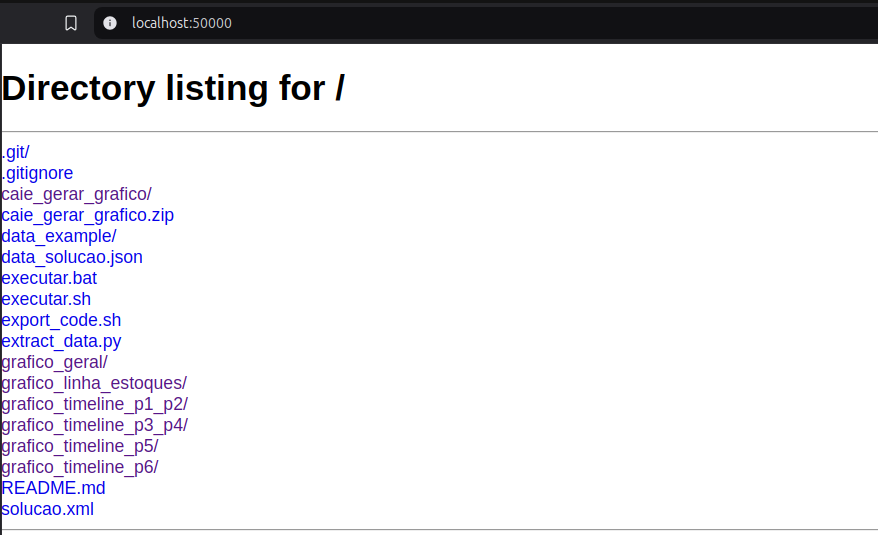 localhost:50000
Directory listing for /
.git/
.gitignore
caie_gerar_grafico/
caie_gerar_grafico.zip
data_example/
data_solucao.json
executar.bat
executar.sh
export_code.sh
extract_data.py
grafico_geral/
grafico_linha_estoques/
grafico_timeline_p1_p2/
grafico_timeline_p3_p4/
grafico_timeline_p5/
grafico_timeline_p6/
README.md
solucao.xml